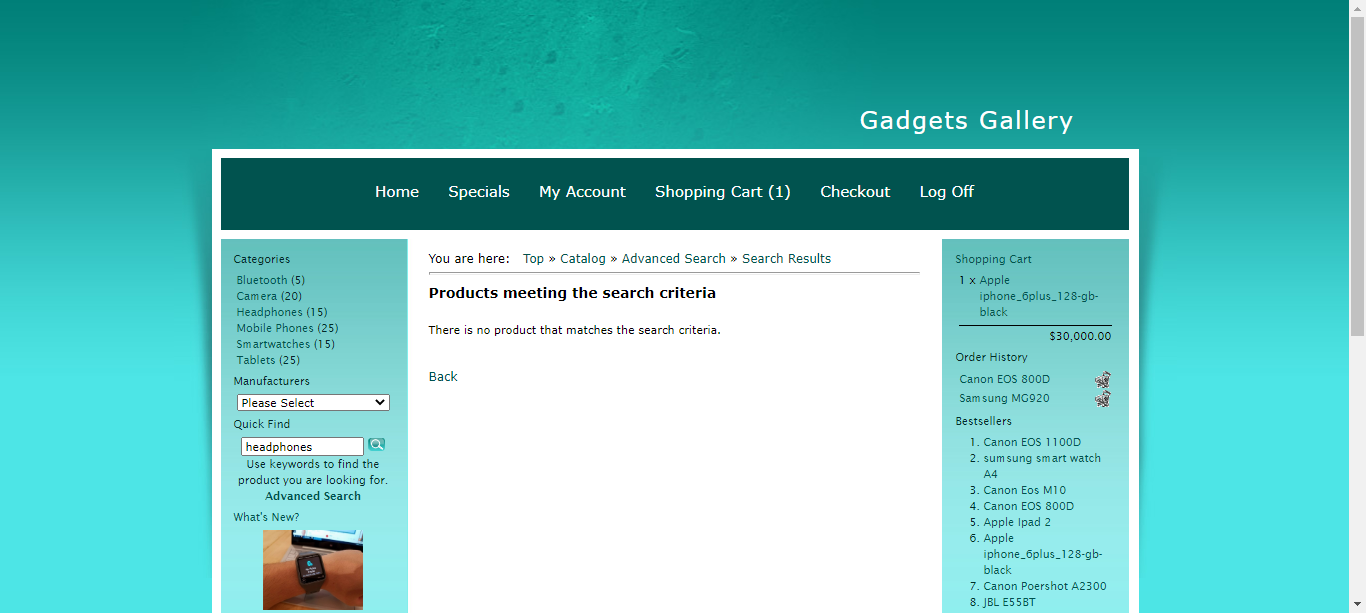 Gadgets Gallery
Home Specials My Account Shopping Cart (1) Checkout Log Off
Categories
Bluetooth (5)
Camera (20)
Headphones (15)
Mobile Phones (25)
Smartwatches (15)
Tablets (25)
Manufacturers
Please Select
Quick Find
headphones
Use keywords to find the
product you are looking for.
Advanced Search
What's New?
You are here: Top » Catalog » Advanced Search » Search Results
Products meeting the search criteria
There is no product that matches the search criteria.
Back
Shopping Cart
1 x Apple
iphone_6plus_128-gb-
black
$30,000.00
Order History
Canon EOS 800D
Samsung MG920
Bestsellers
1. Canon EOS 1100D
2. sumsung smart watch
A4
3. Canon Eos M10
4. Canon EOS 800D
5. Apple Ipad 2
6. Apple
iphone_6plus_128-gb-
black
7. Canon Poershot A2300
8. JBL E55BT